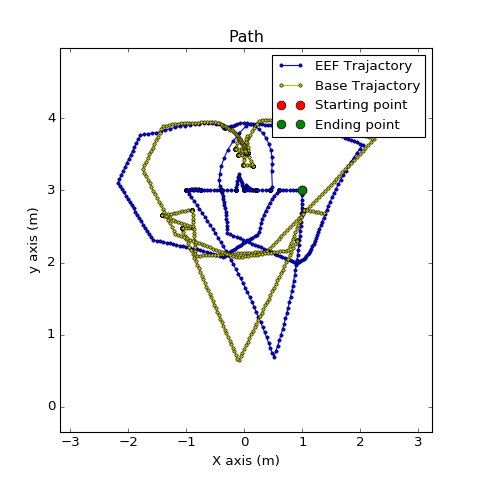 Path
EEF Trajactory
Base Trajactory
Starting point
Ending point
4
3
2
1
0
y axis (m)
−3 −2 −1 0 1 2 3
X axis (m)